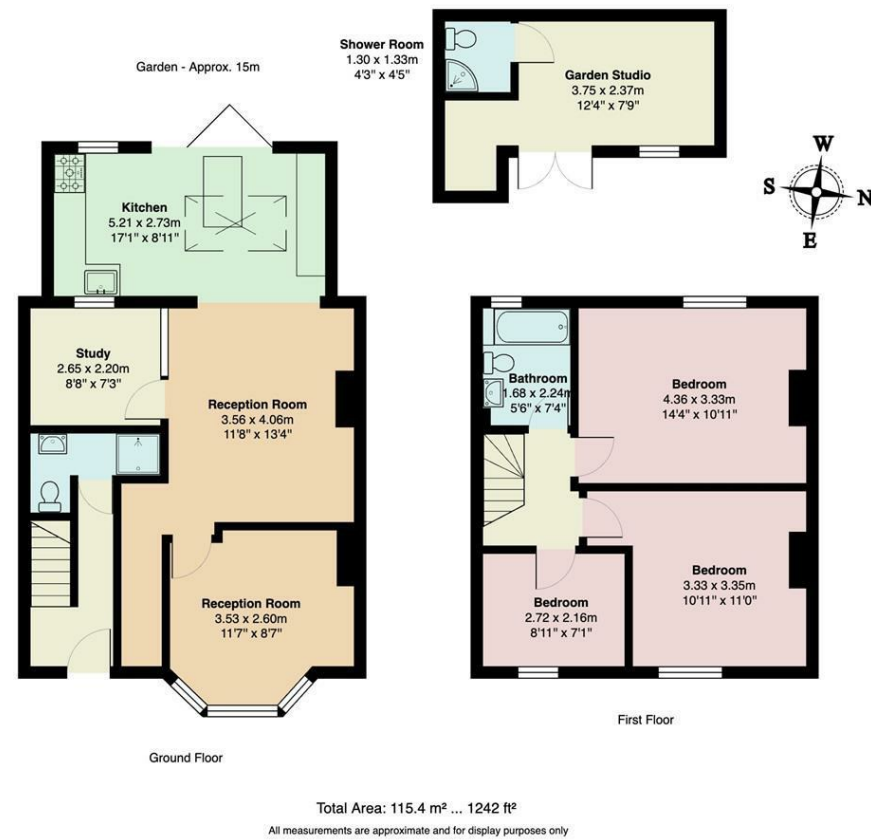 Garden - Approx. 15m
Shower Room
1.30 x 1.33m
4'3" x 4'5"
Garden Studio
3.75 x 2.37m
12'4" x 7'9"
W
S
N
E
Kitchen
5.21 x 2.73m
17'1" x 8'11"
Study
2.65 x 2.20m
8'8" x 7'3"
Reception Room
3.56 x 4.06m
11'8" x 13'4"
Reception Room
3.53 x 2.60m
11'7" x 8'7"
Ground Floor
Bathroom
1.68 x 2.24m
5'6" x 7'4"
Bedroom
4.36 x 3.33m
14'4" x 10'11"
Bedroom
3.33 x 3.35m
10'11" x 11'0"
Bedroom
2.72 x 2.16m
8'11" x 7'1"
First Floor
Total Area: 115.4 m² ... 1242 ft²
All measurements are approximate and for display purposes only